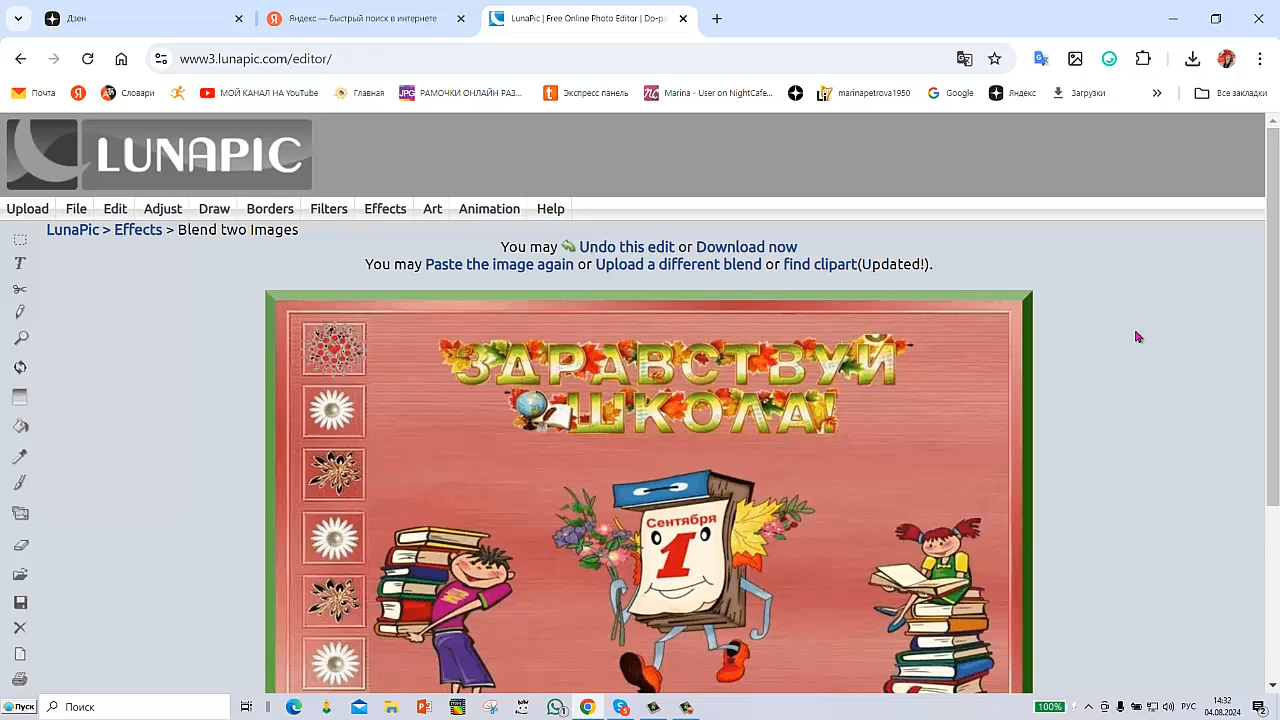 Дзен
Яндекс — быстрый поиск в интернете
LunaPic | Free Online Photo Editor | Do-pa
www3.lunapic.com/editor/
Почта
Словари
МОЙ КАНАЛ НА YouTube
Главная
JPG РАМОЧКИ ОНЛАЙН РАЗ...
Экспресс панель
Marina - User on NightCafe...
marinapetrova1950
Google
Яндекс
Загрузки
»
Все закладки
LUNAPIC
Upload File Edit Adjust Draw Borders Filters Effects Art Animation Help
LunaPic > Effects > Blend two Images
You may Undo this edit or Download now
You may Paste the image again or Upload a different blend or find clipart(Updated!).
ЗДРАВСТВУЙ
ШКОЛА!
Сентября
1
Пуск
Поиск
100%
РУС
14:32
04.08.2024